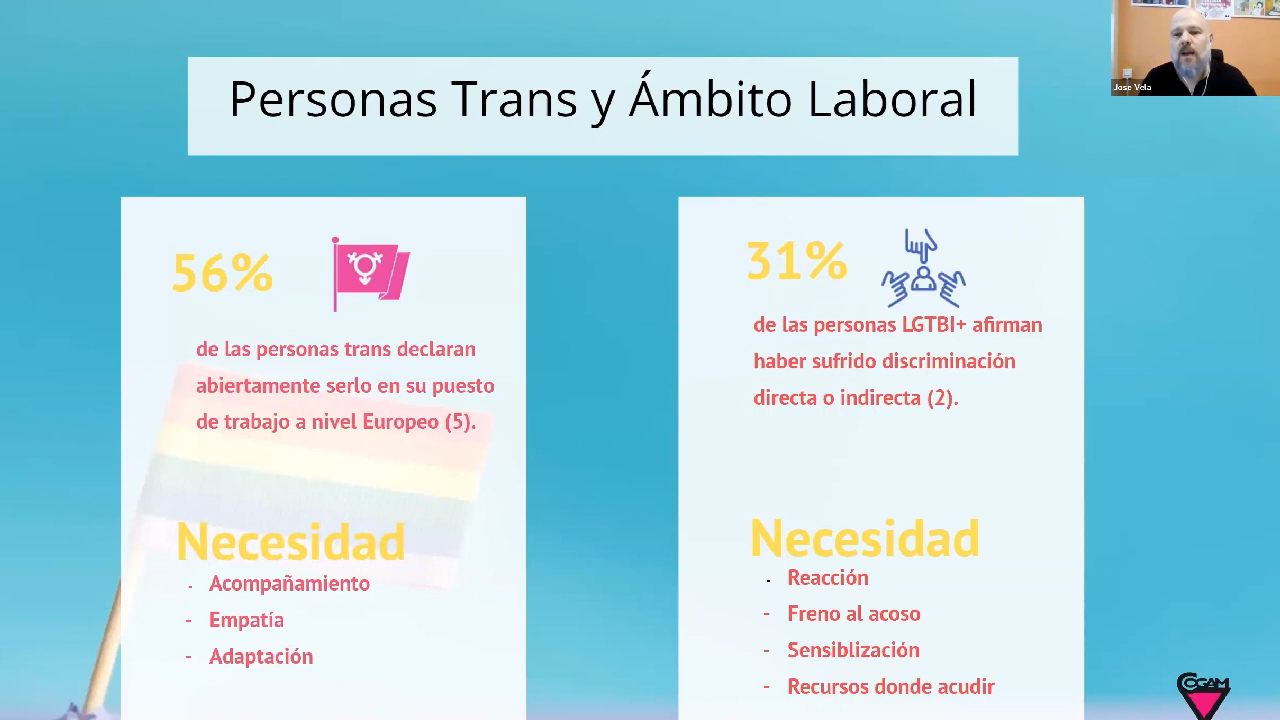 Personas Trans y Ámbito Laboral
Jose Vela
56%
de las personas trans declaran
abiertamente serlo en su puesto
de trabajo a nivel Europeo (5).
Necesidad
- Acompañamiento
- Empatía
- Adaptación
31%
de las personas LGTBI+ afirman
haber sufrido discriminación
directa o indirecta (2).
Necesidad
- Reacción
- Freno al acoso
- Sensiblización
- Recursos donde acudir
COGAM